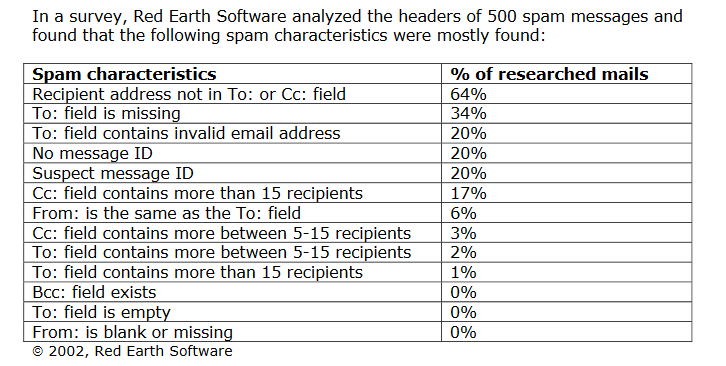 In a survey, Red Earth Software analyzed the headers of 500 spam messages and
found that the following spam characteristics were mostly found:
Spam characteristics % of researched mails
Recipient address not in To: or Cc: field 64%
To: field is missing 34%
To: field contains invalid email address 20%
No message ID 20%
Suspect message ID 20%
Cc: field contains more than 15 recipients 17%
From: is the same as the To: field 6%
Cc: field contains more between 5-15 recipients 3%
To: field contains more between 5-15 recipients 2%
To: field contains more than 15 recipients 1%
Bcc: field exists 0%
To: field is empty 0%
From: is blank or missing 0%
© 2002, Red Earth Software